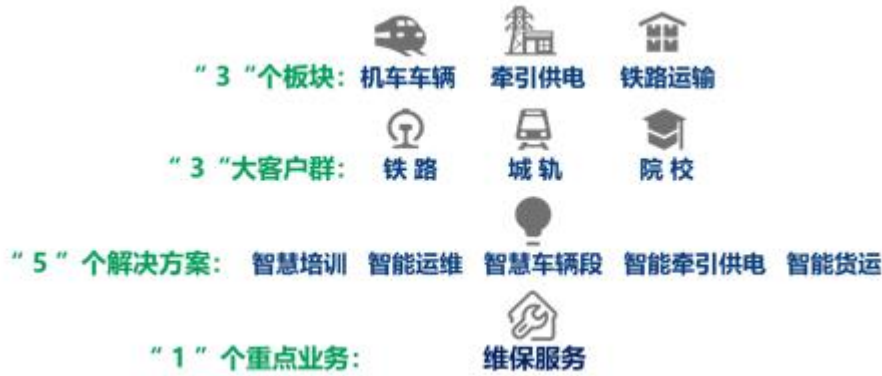 “3“个板块：机车车辆 牵引供电 铁路运输
“3“大客户群：铁路 城轨 院校
“5”个解决方案：智慧培训 智能运维 智慧车辆段 智能牵引供电 智能货运
“1”个重点业务：维保服务